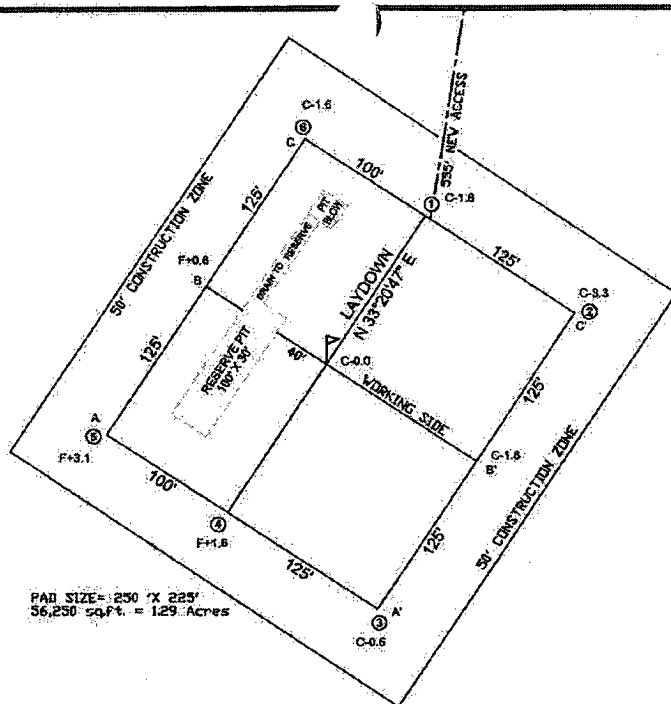 C-1.6
6
C
100'
535' NEW ACCESS
1
C-1.8
125'
50' CONSTRUCTION ZONE
125'
PIT
BLOW
DRAIN TO RESERVE
LAYDOWN
N 33°20'47" E
F+0.6
B
C-3.3
2
C'
125'
RESERVE PIT
100' X 30'
40'
C-0.0
WORKING SIDE
125'
C-1.6
B'
A
5
F+3.1
100'
4
F+1.6
125'
125'
50' CONSTRUCTION ZONE
A'
3
C-0.6
PAD SIZE= 250 'X 225'
56,250 sq.ft. = 1.29 Acres